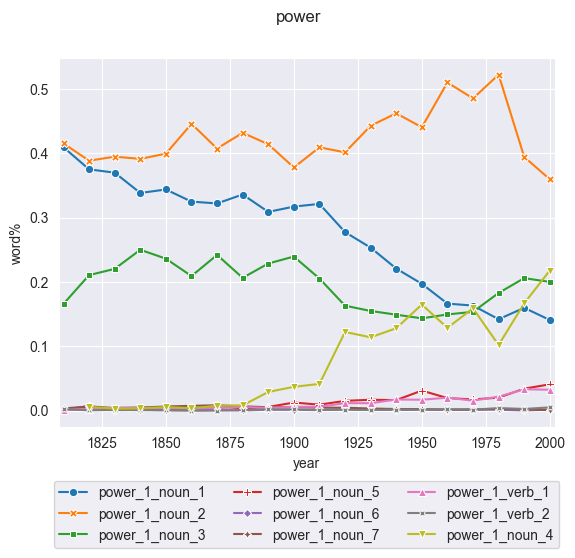 power
0.5
0.4
0.3
0.2
0.1
0.0
word%
1825 1850 1875 1900 1925 1950 1975 2000
year
power_1_noun_1 power_1_noun_5 power_1_verb_1
power_1_noun_2 power_1_noun_6 power_1_verb_2
power_1_noun_3 power_1_noun_7 power_1_noun_4